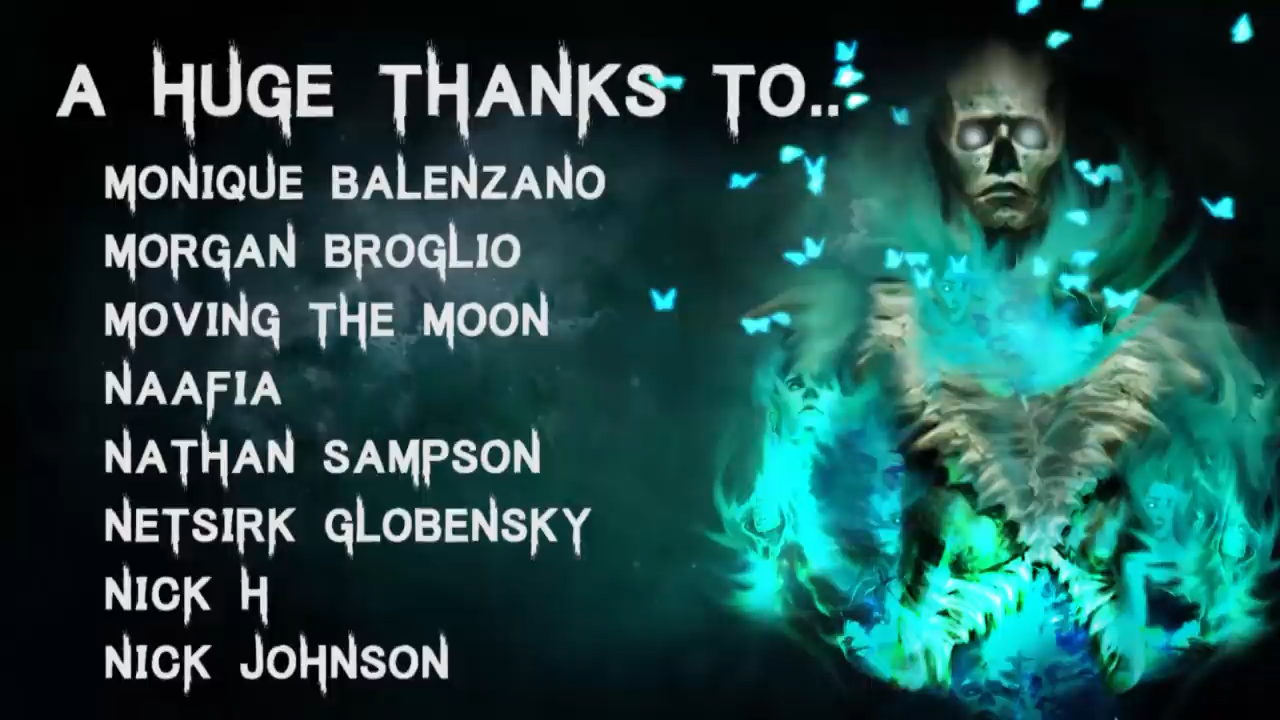 A HUGE THANKS TO..
MONIQUE BALENZANO
MORGAN BROGLIO
MOVING THE MOON
NAAFIA
NATHAN SAMPSON
NETSIRK GLOBENSKY
NICK H
NICK JOHNSON